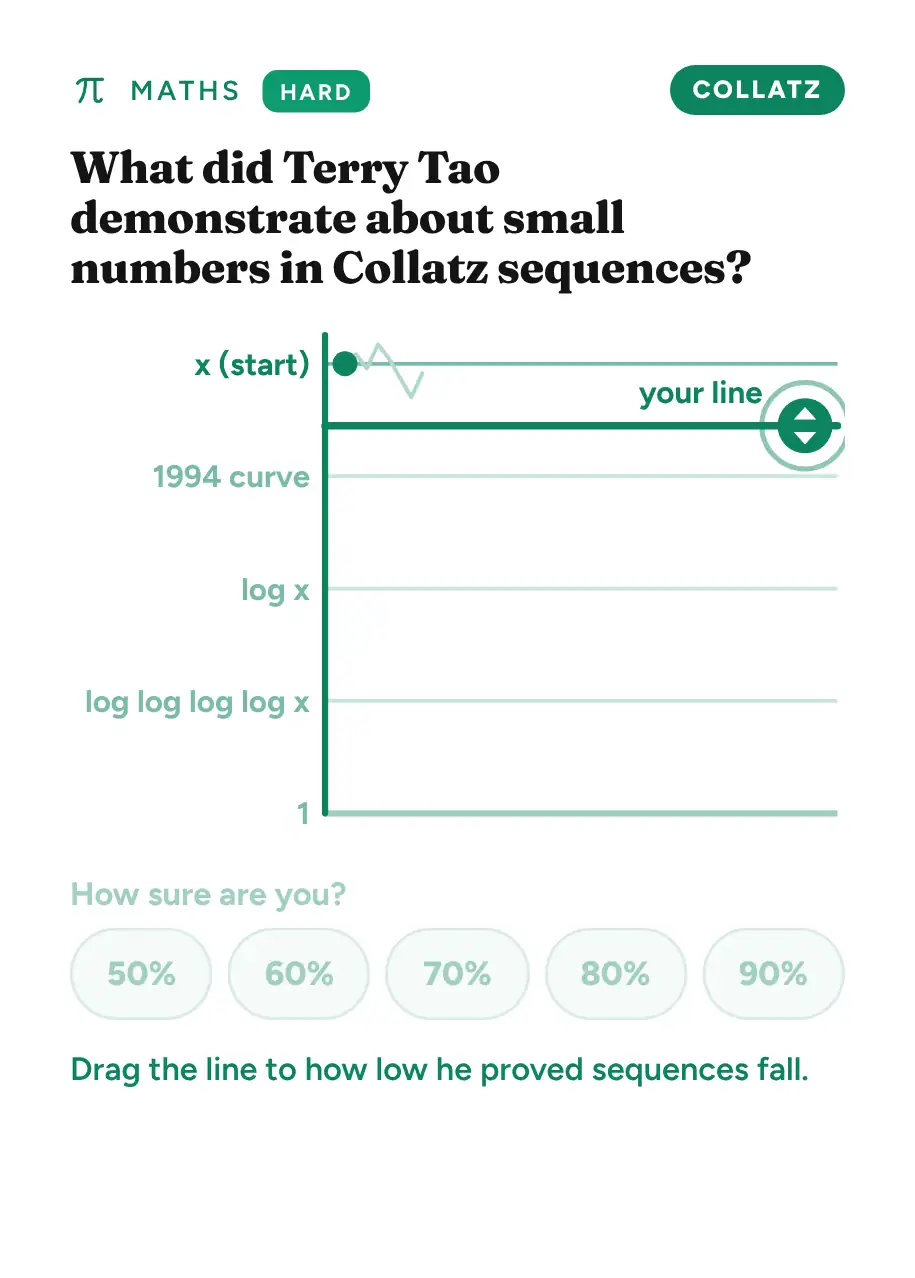 π MATHS HARD COLLATZ
What did Terry Tao
demonstrate about small
numbers in Collatz sequences?
x (start)
your line
1994 curve
log x
log log log log x
1
How sure are you?
50% 60% 70% 80% 90%
Drag the line to how low he proved sequences fall.